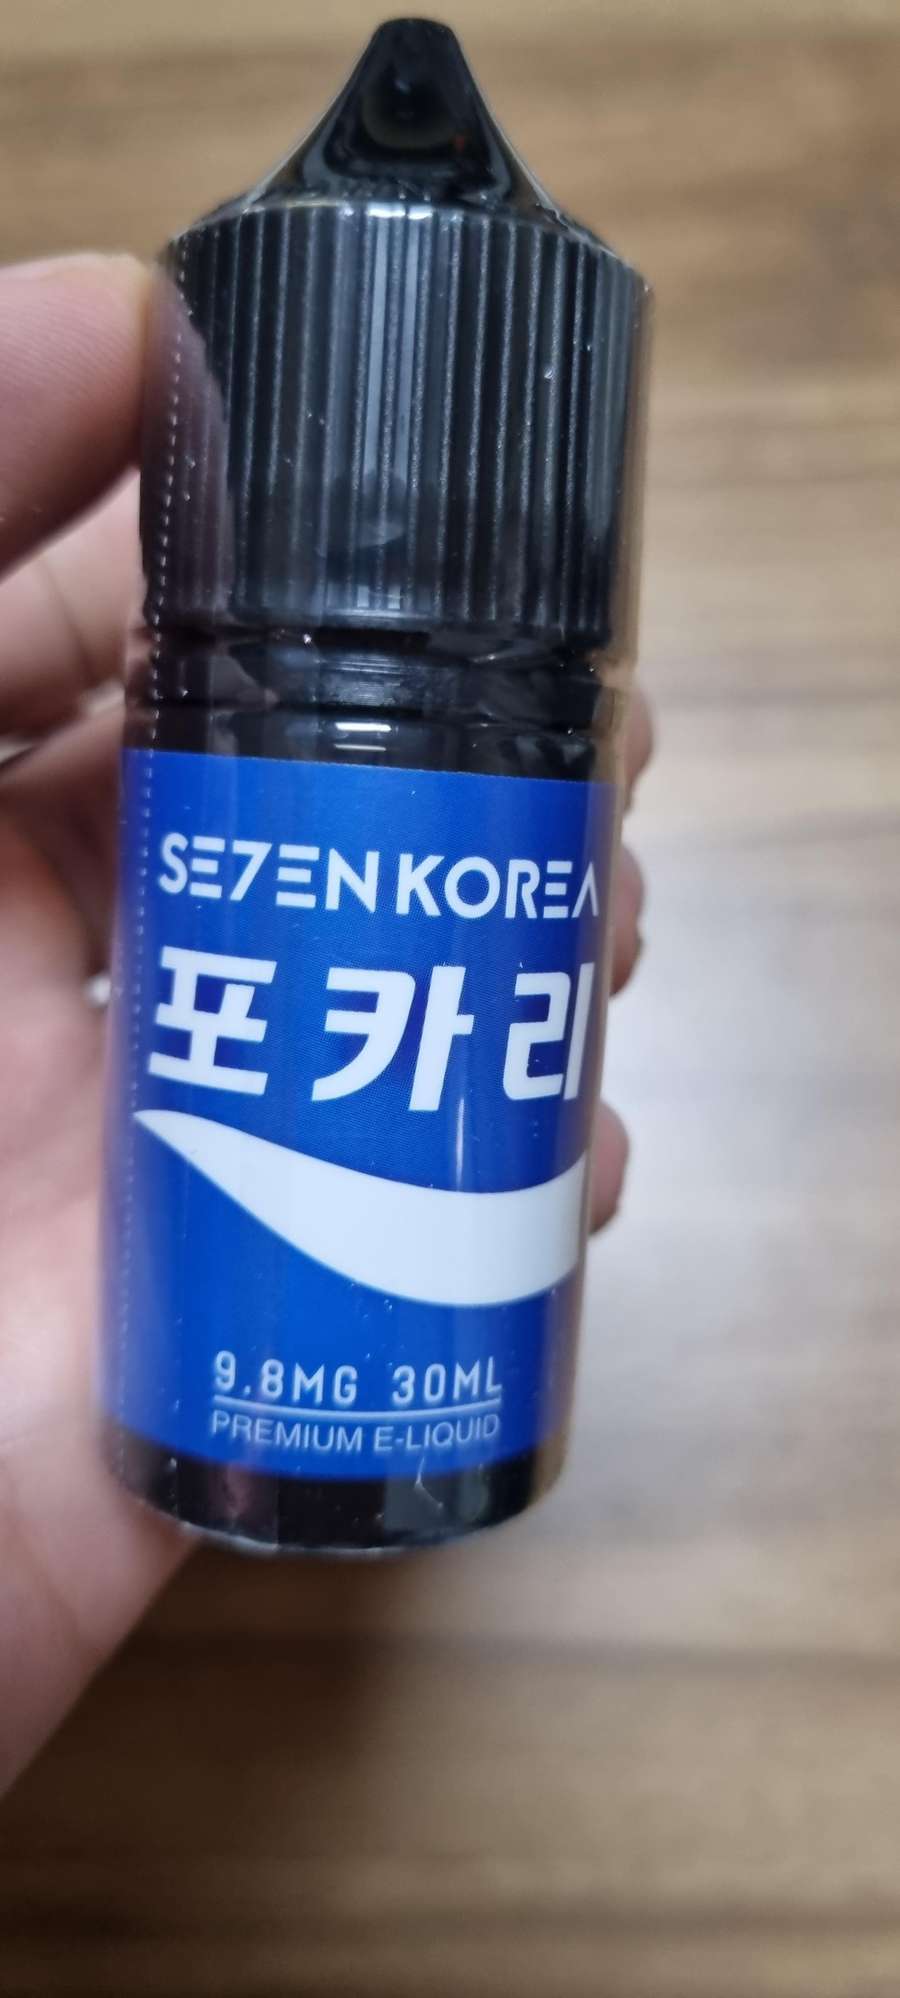 SE7EN KOREA
포카리
9.8MG 30ML
PREMIUM E-LIQUID